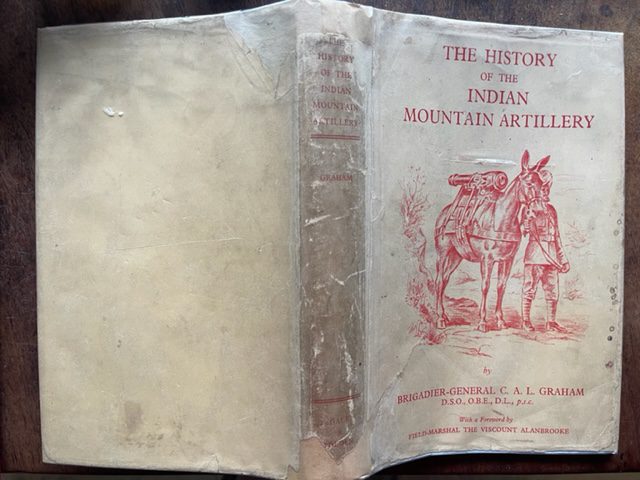 THE
HISTORY
OF THE
INDIAN
MOUNTAIN
ARTILLERY
GRAHAM
THE HISTORY
OF THE
INDIAN
MOUNTAIN ARTILLERY
by
BRIGADIER-GENERAL C. A. L. GRAHAM
D.S.O., O.B.E., D.L., p.s.c.
With a Foreword by
FIELD-MARSHAL THE VISCOUNT ALANBROOKE